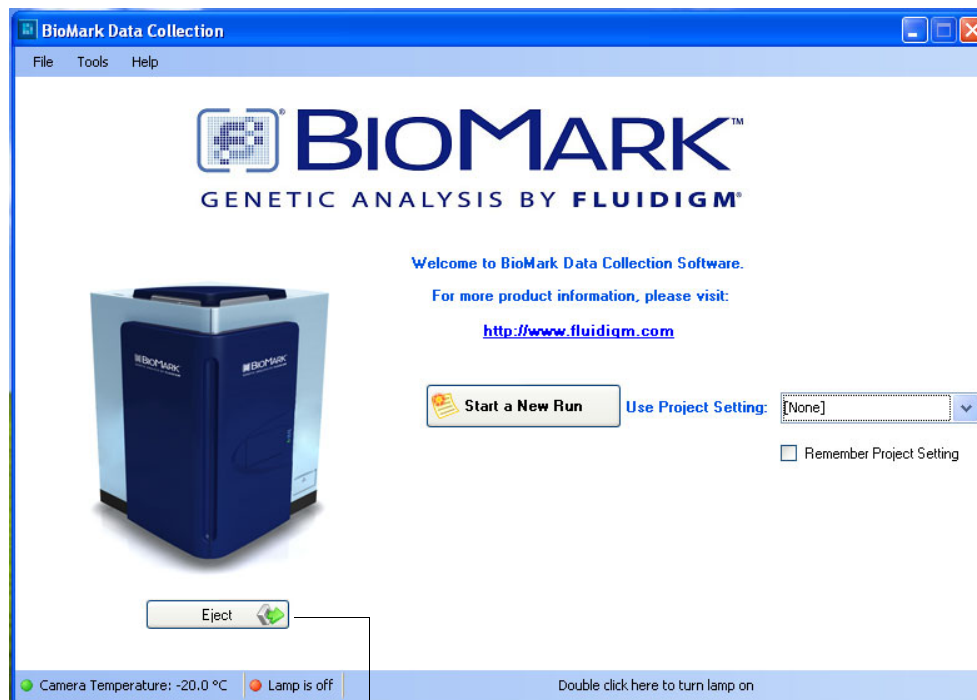 BioMark Data Collection
File Tools Help
BIOMARK™
GENETIC ANALYSIS BY FLUIDIGM®
Welcome to BioMark Data Collection Software.
For more product information, please visit:
http://www.fluidigm.com
BIOMARK BIOMARK
Start a New Run Use Project Setting: [None]
Remember Project Setting
Eject
Camera Temperature: -20.0 °C Lamp is off Double click here to turn lamp on